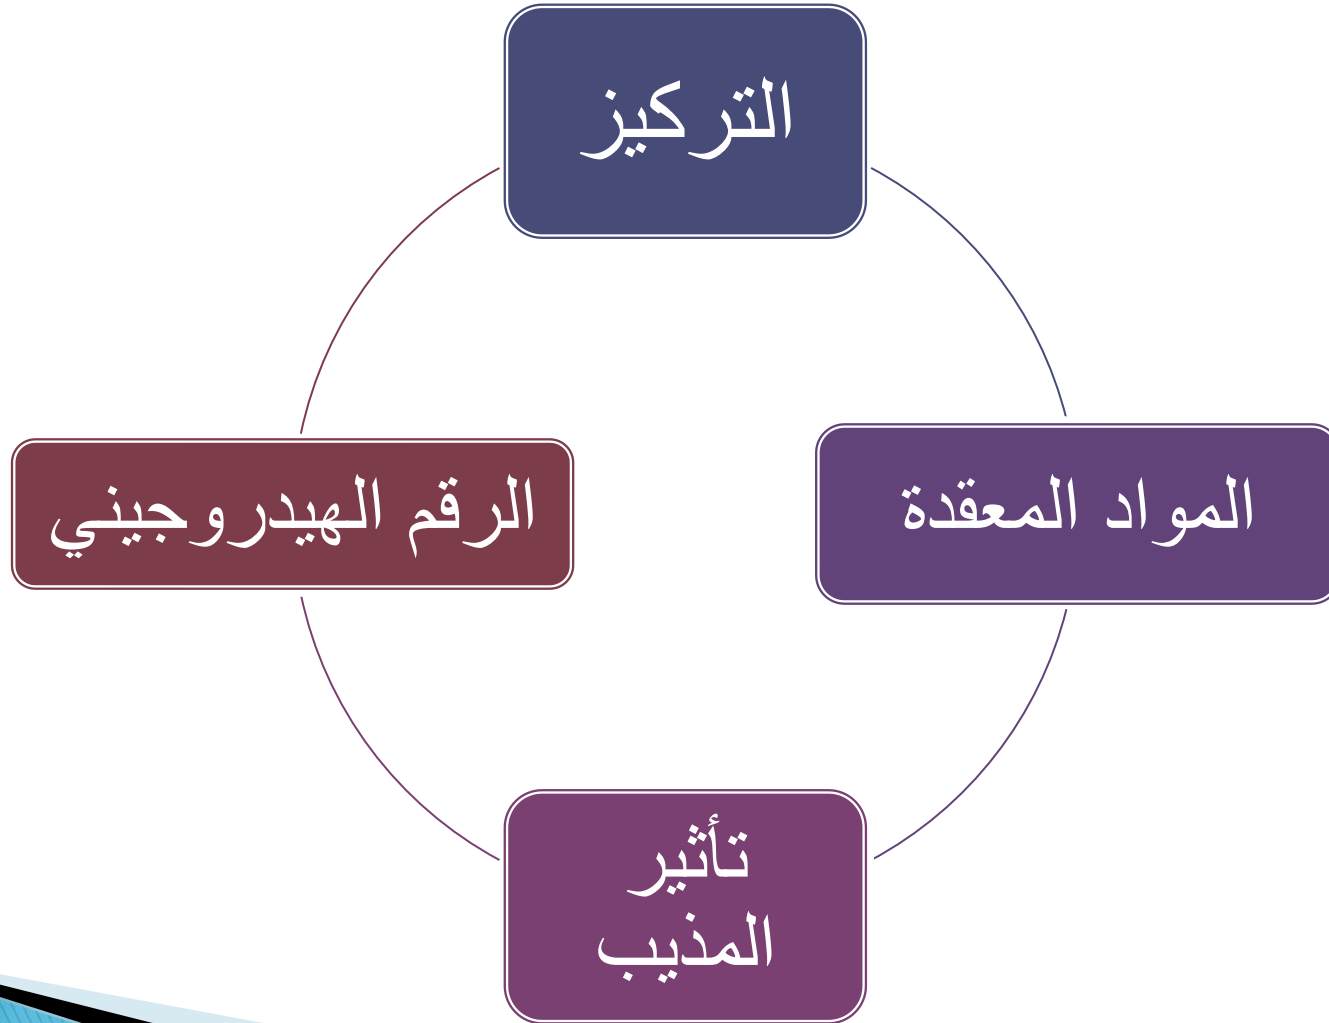 التركيز
المواد المعقدة
الرقم الهيدروجيني
تأثير
المذيب